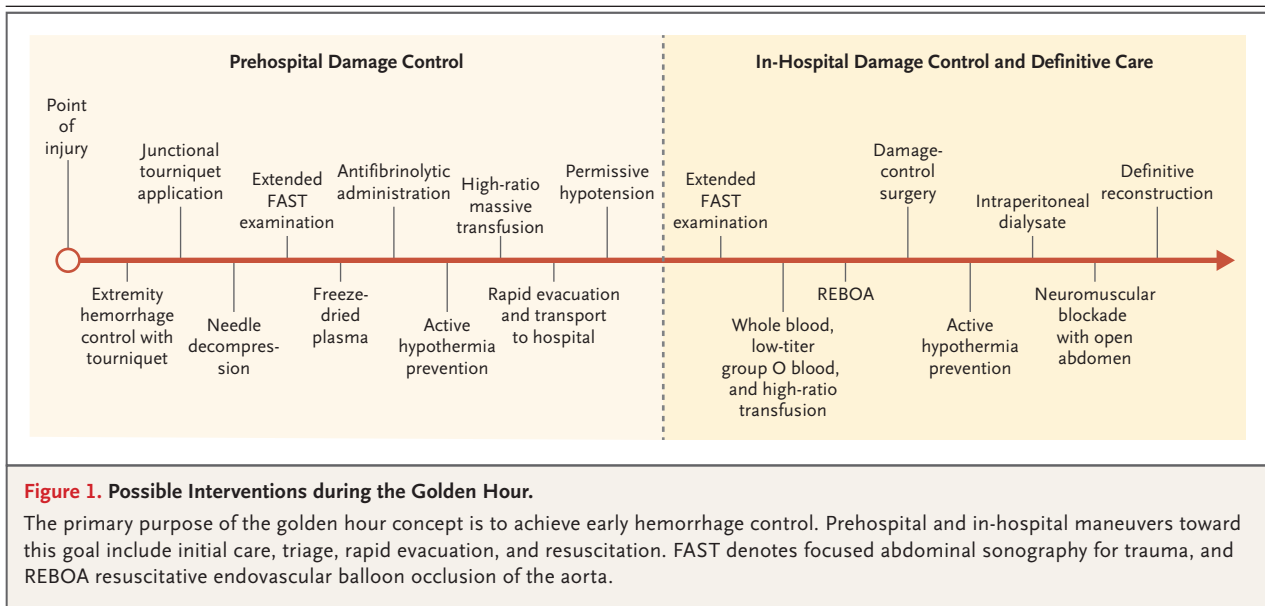 Prehospital Damage Control
Point
of
injury
Junctional
tourniquet
application
Extended
FAST
examination
Antifibrinolytic
administration
High-ratio
massive
transfusion
Permissive
hypotension
Extremity
hemorrhage
control with
tourniquet
Needle
decompres-
sion
Freeze-
dried
plasma
Active
hypothermia
prevention
Rapid evacuation
and transport
to hospital
In-Hospital Damage Control and Definitive Care
Extended
FAST
examination
Damage-
control
surgery
Intraperitoneal
dialysate
Definitive
reconstruction
Whole blood,
low-titer
group O blood,
and high-ratio
transfusion
REBOA
Active
hypothermia
prevention
Neuromuscular
blockade
with open
abdomen
Figure 1. Possible Interventions during the Golden Hour.
The primary purpose of the golden hour concept is to achieve early hemorrhage control. Prehospital and in-hospital maneuvers toward
this goal include initial care, triage, rapid evacuation, and resuscitation. FAST denotes focused abdominal sonography for trauma, and
REBOA resuscitative endovascular balloon occlusion of the aorta.